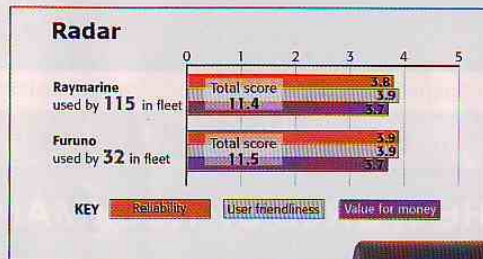 Radar
0 1 2 3 4 5
Raymarine
used by 115 in fleet
Total score
11.4
3.8
3.9
3.7
Furuno
used by 32 in fleet
Total score
11.5
3.9
3.9
3.7
KEY Reliability User friendliness Value for money